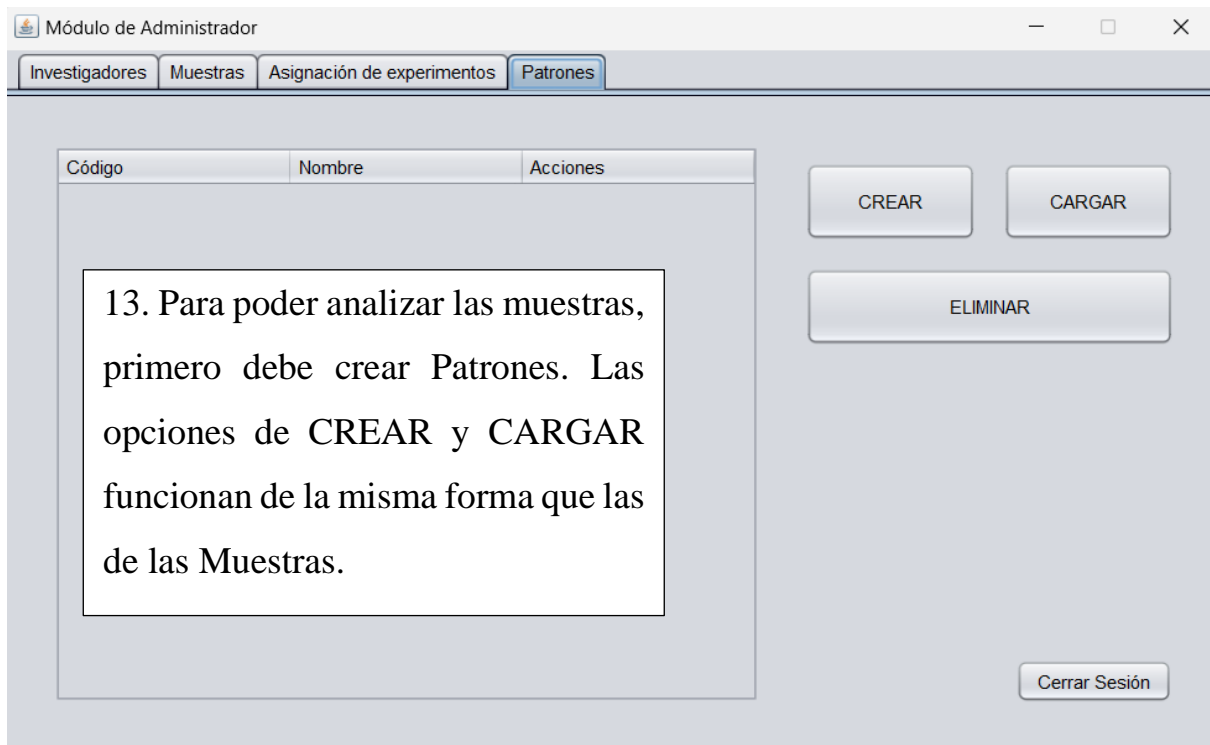 Módulo de Administrador
Investigadores Muestras Asignación de experimentos Patrones
Código Nombre Acciones
CREAR CARGAR
ELIMINAR
13. Para poder analizar las muestras,
primero debe crear Patrones. Las
opciones de CREAR y CARGAR
funcionan de la misma forma que las
de las Muestras.
Cerrar Sesión